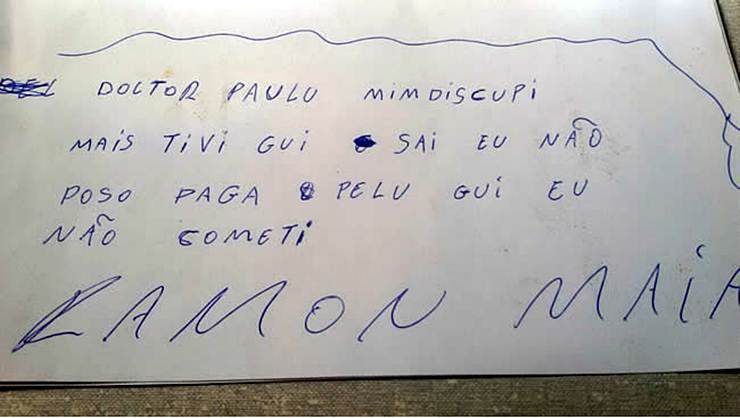 DOCTOR PAULU MIMDISCUPI
MAIS TIVI GUI SAI EU NÃO
POSO PAGA PELU GUI EU
NÃO COMETI
RAMON MAIA